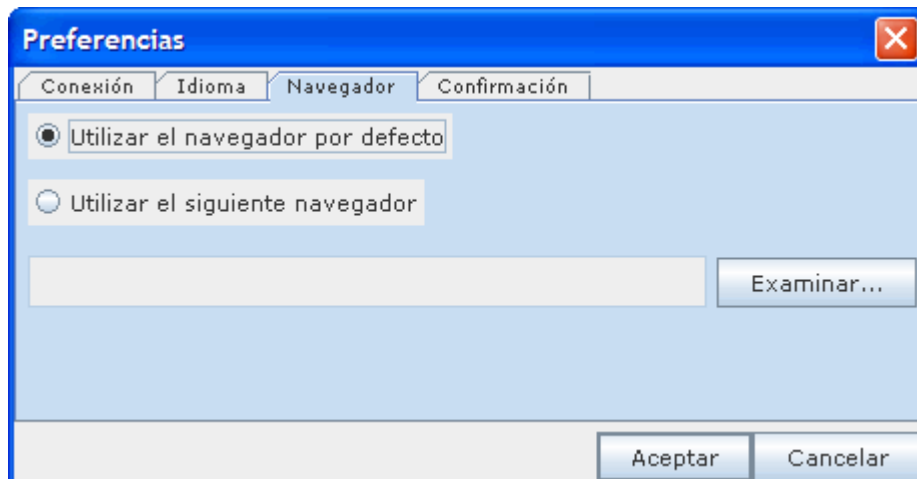 Preferencias
Conexión Idioma Navegador Confirmación
Utilizar el navegador por defecto
Utilizar el siguiente navegador
Examinar...
Aceptar Cancelar